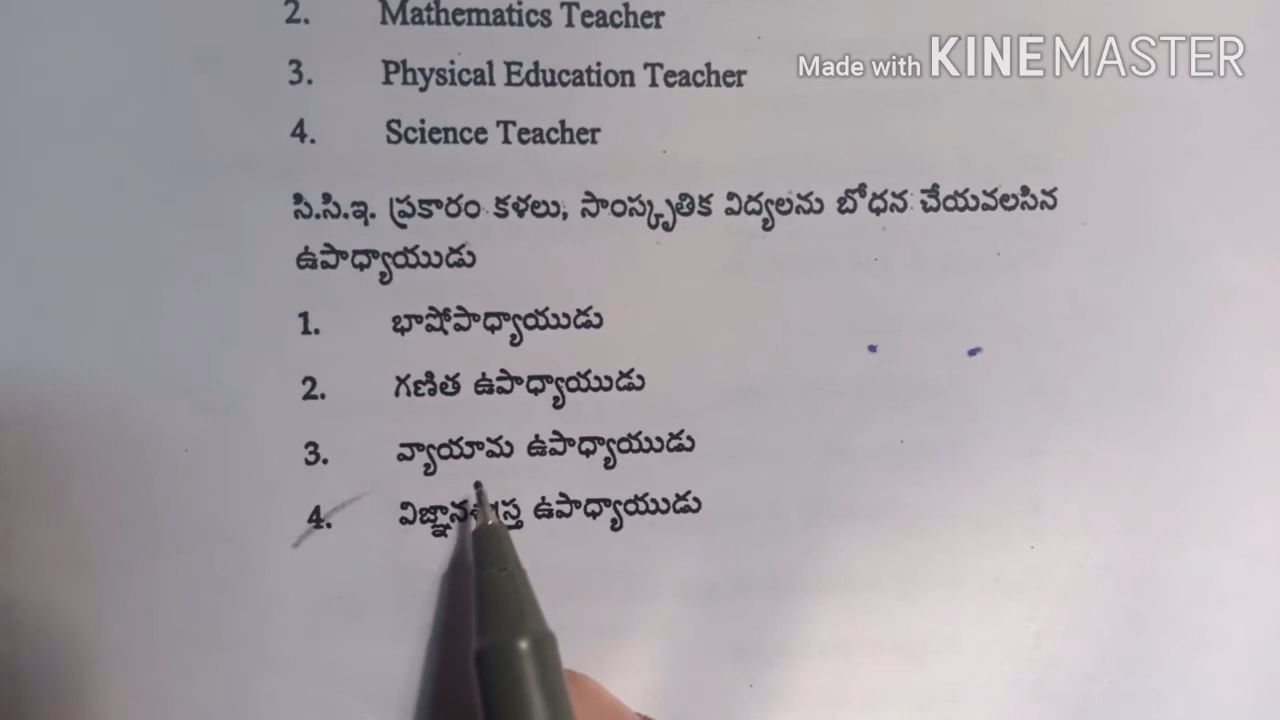 2. Mathematics Teacher
Made with KINEMASTER
3. Physical Education Teacher
4. Science Teacher
సి.సి.ఇ. ప్రకారం కళలు, సాంస్కృతిక విద్యలను బోధన చేయవలసిన
ఉపాధ్యాయుడు
1. భాషోపాధ్యాయుడు
2. గణిత ఉపాధ్యాయుడు
3. వ్యాయామ ఉపాధ్యాయుడు
4. విజ్ఞానశాస్త్ర ఉపాధ్యాయుడు